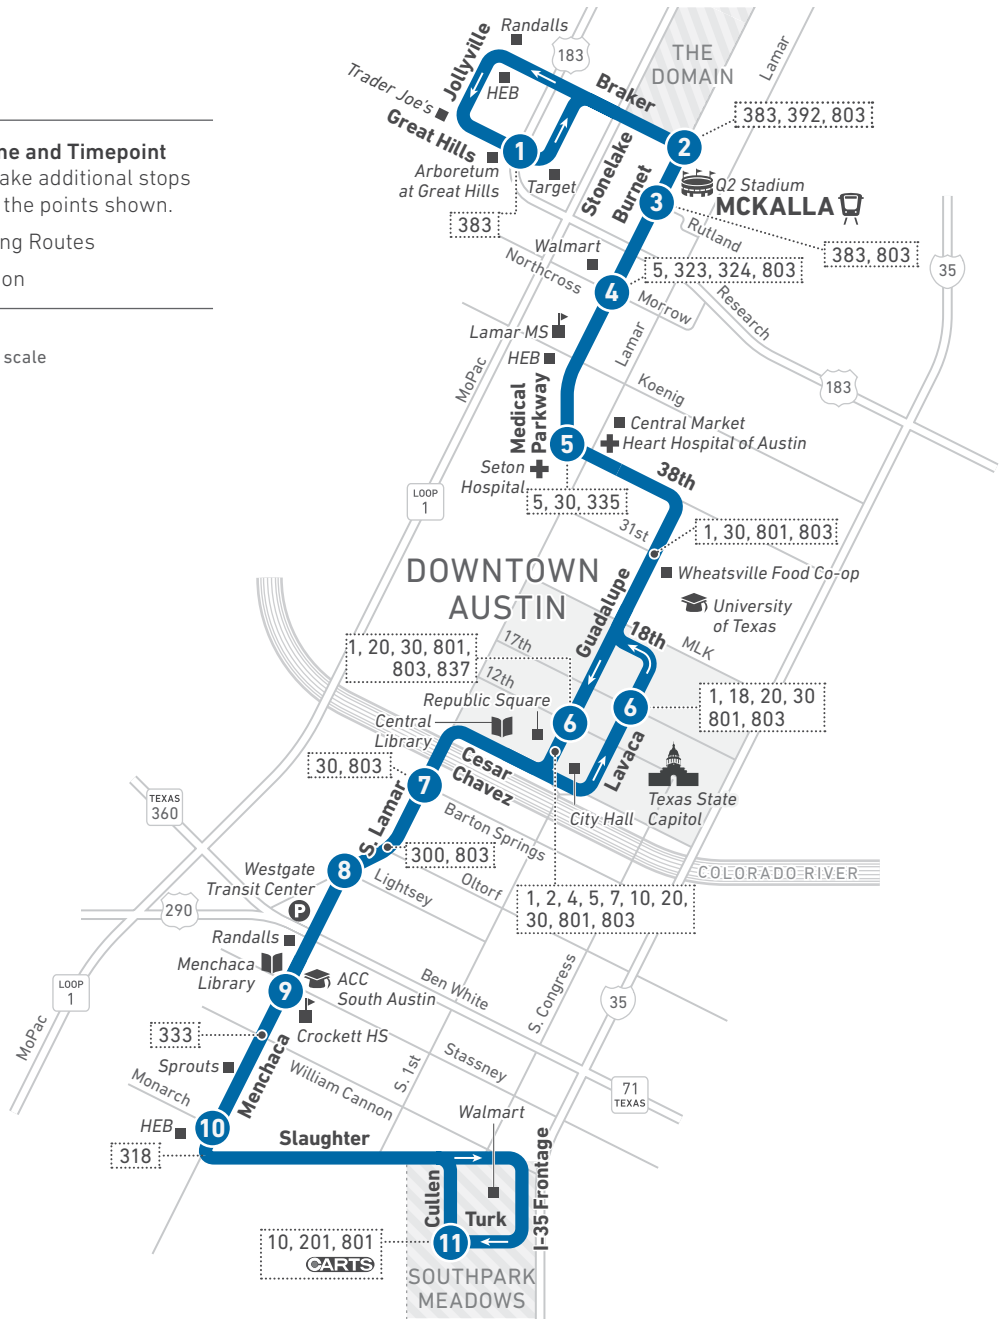 Randalls
183
THE
DOMAIN
Lamar
Jollyville
Braker
HEB
Trader Joe's
Great Hills
1
Arboretum
at Great Hills
Target
383
Stonelake
Burnet
2
383, 392, 803
Q2 Stadium
MCKALLA
3
Rutland
383, 803
ne and Timepoint
ake additional stops
the points shown.
ng Routes
on
scale
Walmart
Northcross
4
5, 323, 324, 803
Morrow
Research
35
Lamar MS
HEB
Lamar
MoPac
Koenig
183
Medical
Parkway
5
Central Market
Heart Hospital of Austin
Seton
Hospital
38th
5, 30, 335
LOOP
1
31st
1, 30, 801, 803
Wheatsville Food Co-op
DOWNTOWN
AUSTIN
Guadalupe
University
of Texas
18th
MLK
17th
12th
1, 20, 30, 801,
803, 837
Republic Square
Central
Library
6
6
1, 18, 20, 30
801, 803
Lavaca
Cesar
Chavez
30, 803
7
City Hall
Texas State
Capitol
TEXAS
360
S. Lamar
Barton Springs
300, 803
COLORADO RIVER
Westgate
Transit Center
8
P
Lightsey
Oltorf
1, 2, 4, 5, 7, 10, 20,
30, 801, 803
290
Randalls
Menchaca
Library
9
ACC
South Austin
Ben White
S. Congress
LOOP
1
MoPac
35
333
Crockett HS
Sprouts
Menchaca
William Cannon
S. 1st
Stassney
71
TEXAS
Monarch
HEB
10
318
Slaughter
Walmart
Cullen
Turk
I-35 Frontage
10, 201, 801
CARTS
11
SOUTHPARK
MEADOWS